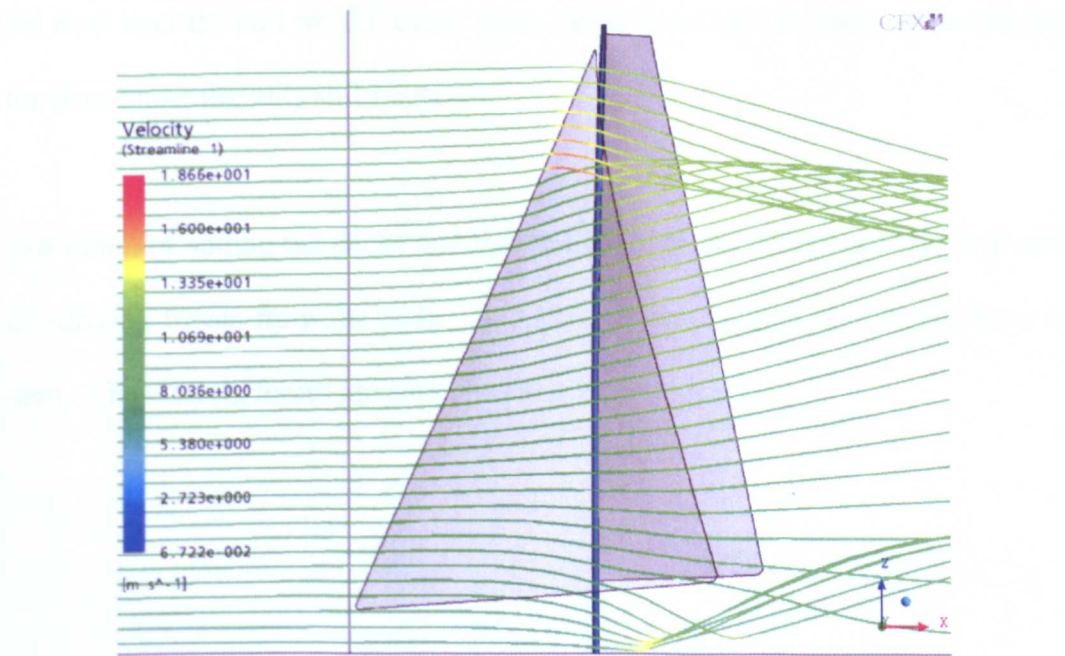 CFX
Velocity
(Streamline 1)
1.866e+001
1.600e+001
1.335e+001
1.069e+001
8.036e+000
5.380e+000
2.723e+000
6.722e-002
[m s^-1]
Z
Y
X